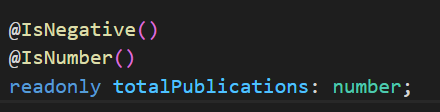 @IsNegative()
@IsNumber()
readonly totalPublications: number;